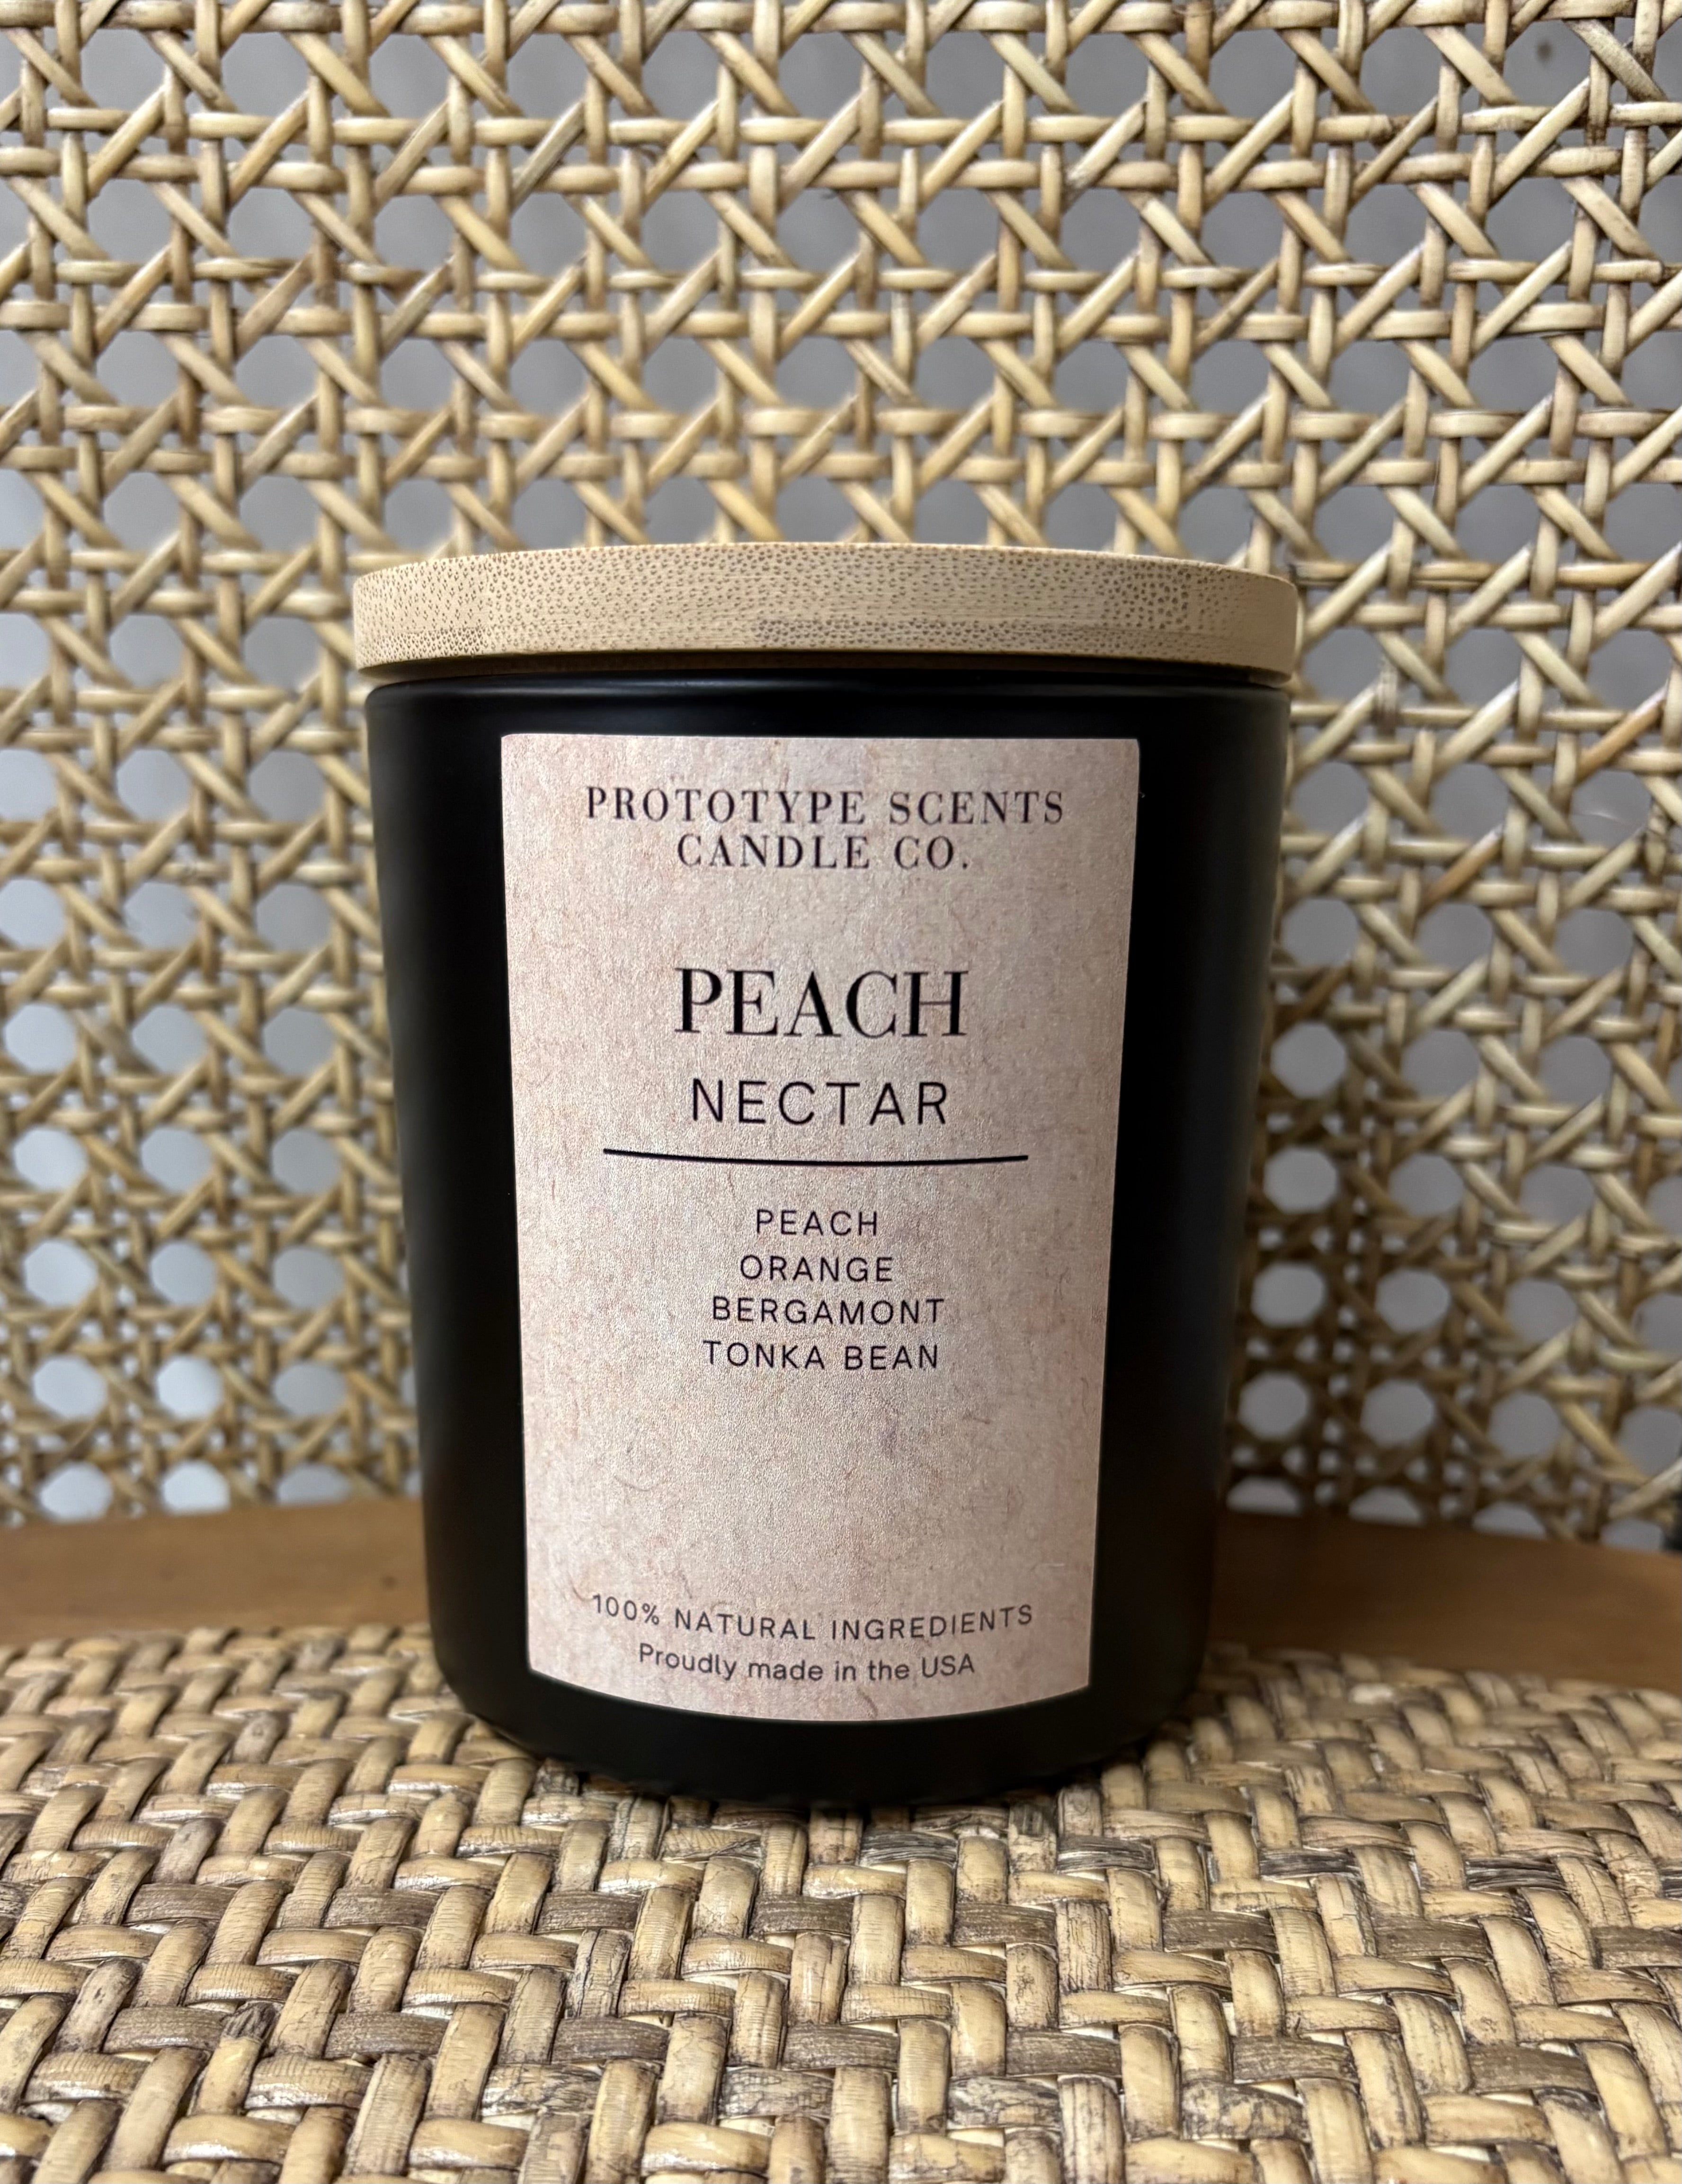 PROTOTYPE SCENTS
CANDLE CO.
PEACH
NECTAR
PEACH
ORANGE
BERGAMONT
TONKA BEAN
100% NATURAL INGREDIENTS
Proudly made in the USA